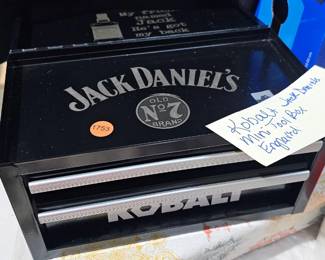 My friend
named
Jack
He's got
my back
JACK DANIEL'S
OLD
No 7
BRAND
1753
Kobalt Jack Daniels
Mini Tool Box
Engraved
KOBALT